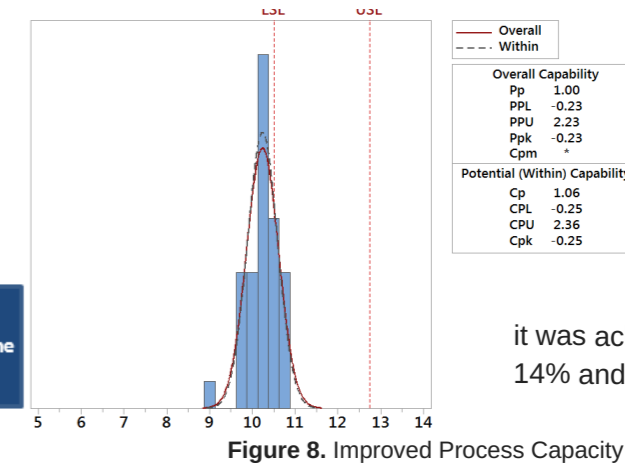 LSL USL
Overall
Within
Overall Capability
Pp 1.00
PPL -0.23
PPU 2.23
Ppk -0.23
Cpm *
Potential (Within) Capability
Cp 1.06
CPL -0.25
CPU 2.36
Cpk -0.25
it was ac
14% and
ne
5 6 7 8 9 10 11 12 13 14
Figure 8. Improved Process Capacity